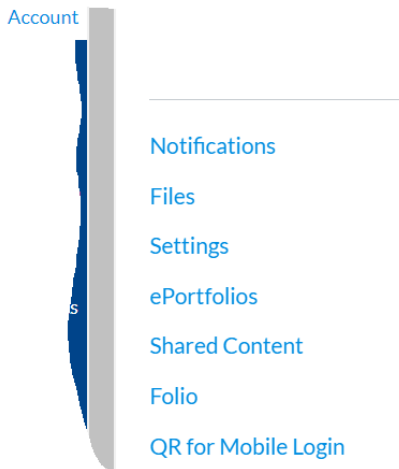 Account
Notifications
Files
Settings
ePortfolios
Shared Content
Folio
QR for Mobile Login